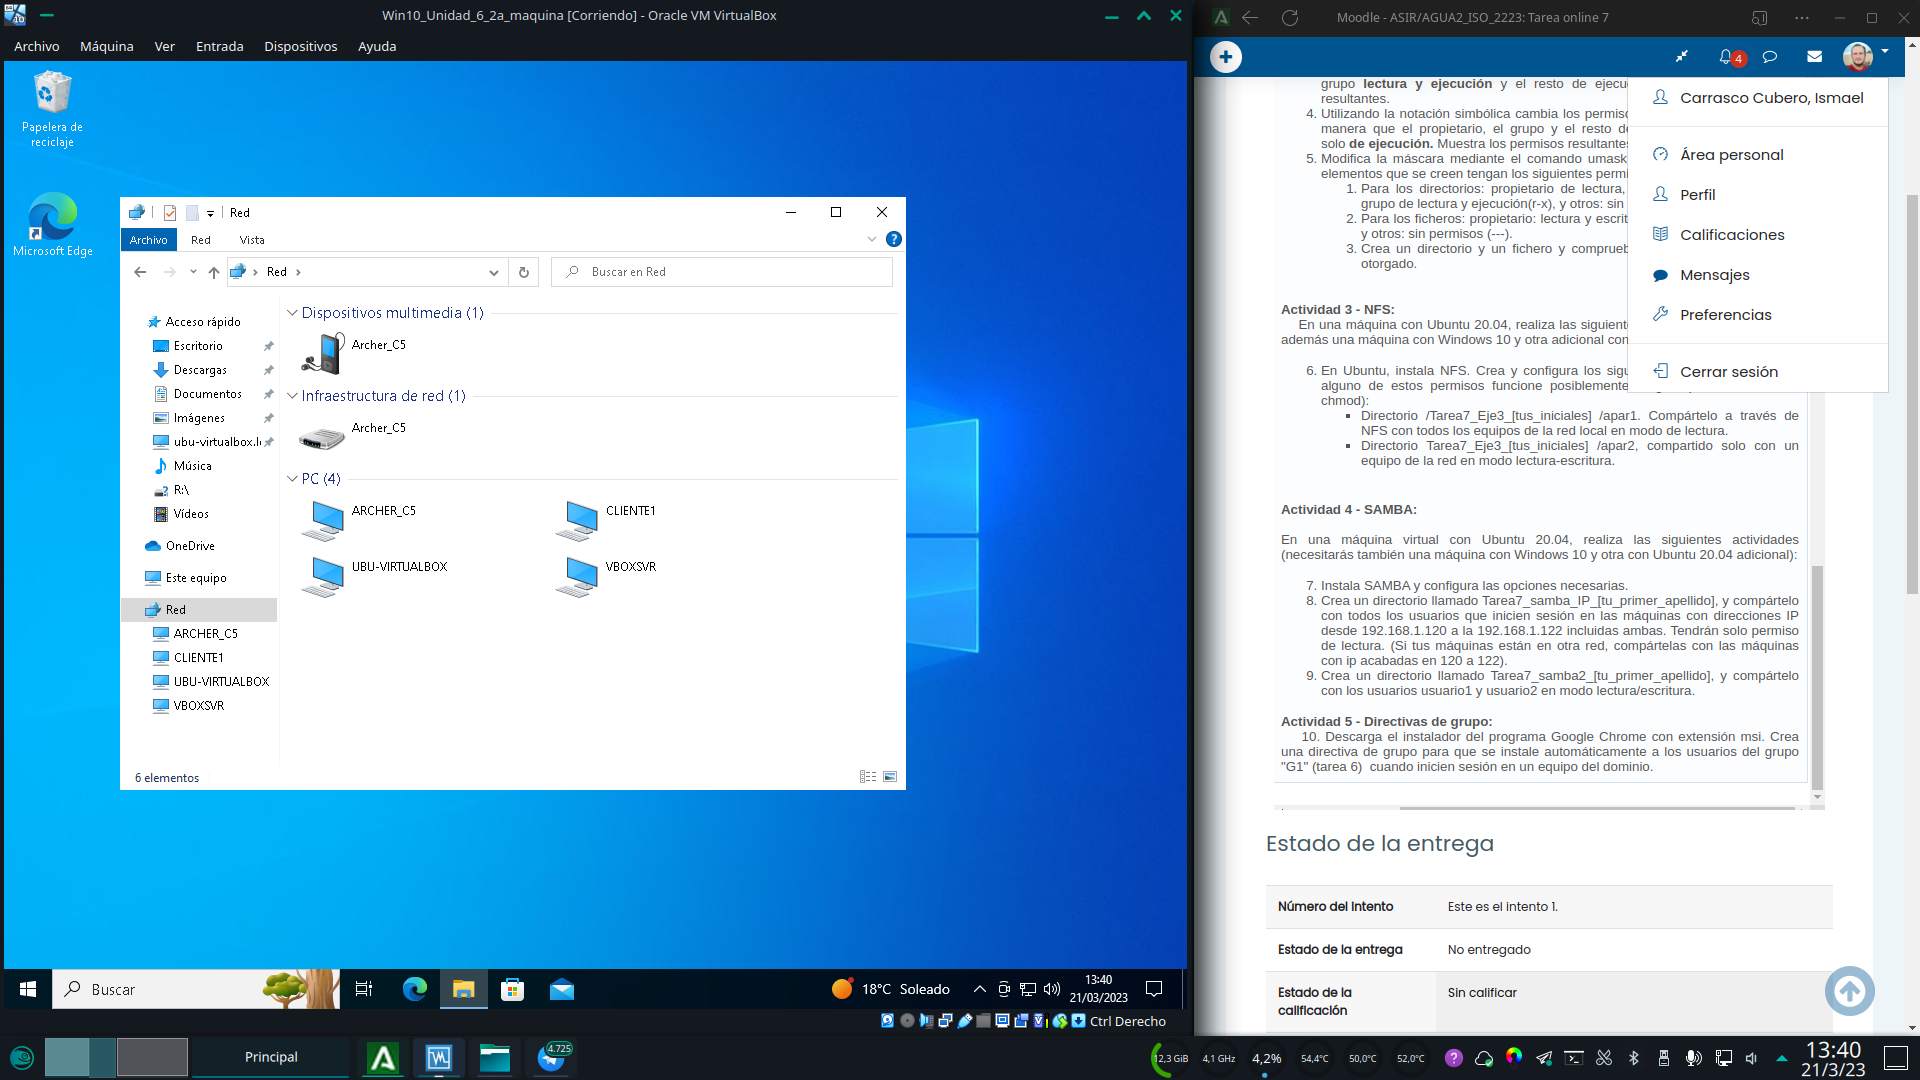 Win10_Unidad_6_2a_maquina [Corriendo] - Oracle VM VirtualBox
Archivo Máquina Ver Entrada Dispositivos Ayuda
Papelera de
reciclaje
Microsoft Edge
Red
Archivo Red Vista
Red
Buscar en Red
Acceso rápido
Escritorio
Descargas
Documentos
Imágenes
ubu-virtualbox.l
Música
R:\
Vídeos
OneDrive
Este equipo
Red
ARCHER_C5
CLIENTE1
UBU-VIRTUALBOX
VBOXSVR
Dispositivos multimedia (1)
Archer_C5
Infraestructura de red (1)
Archer_C5
PC (4)
ARCHER_C5 CLIENTE1
UBU-VIRTUALBOX VBOXSVR
6 elementos
Buscar
18°C Soleado
13:40
21/03/2023
Ctrl Derecho
Moodle - ASIR/AGUA2_ISO_2223: Tarea online 7
4
Carrasco Cubero, Ismael
Área personal
Perfil
Calificaciones
Mensajes
Preferencias
Cerrar sesión
grupo lectura y ejecución y el resto de ejecu
resultantes.
4. Utilizando la notación simbólica cambia los permiso
manera que el propietario, el grupo y el resto de
solo de ejecución. Muestra los permisos resultante
5. Modifica la máscara mediante el comando umask
elementos que se creen tengan los siguientes permi
1. Para los directorios: propietario de lectura,
grupo de lectura y ejecución(r-x), y otros: sin
2. Para los ficheros: propietario: lectura y escrit
y otros: sin permisos (---).
3. Crea un directorio y un fichero y comprueb
otorgado.
Actividad 3 - NFS:
En una máquina con Ubuntu 20.04, realiza las siguiente
además una máquina con Windows 10 y otra adicional con
6. En Ubuntu, instala NFS. Crea y configura los sigu
alguno de estos permisos funcione posiblemente
chmod):
Directorio /Tarea7_Eje3_[tus_iniciales] /apar1. Compártelo a través de
NFS con todos los equipos de la red local en modo de lectura.
Directorio Tarea7_Eje3_[tus_iniciales] /apar2, compartido solo con un
equipo de la red en modo lectura-escritura.
Actividad 4 - SAMBA:
En una máquina virtual con Ubuntu 20.04, realiza las siguientes actividades
(necesitarás también una máquina con Windows 10 y otra con Ubuntu 20.04 adicional):
7. Instala SAMBA y configura las opciones necesarias.
8. Crea un directorio llamado Tarea7_samba_IP_[tu_primer_apellido], y compártelo
con todos los usuarios que inicien sesión en las máquinas con direcciones IP
desde 192.168.1.120 a la 192.168.1.122 incluidas ambas. Tendrán solo permiso
de lectura. (Si tus máquinas están en otra red, compártelas con las máquinas
con ip acabadas en 120 a 122).
9. Crea un directorio llamado Tarea7_samba2_[tu_primer_apellido], y compártelo
con los usuarios usuario1 y usuario2 en modo lectura/escritura.
Actividad 5 - Directivas de grupo:
10. Descarga el instalador del programa Google Chrome con extensión msi. Crea
una directiva de grupo para que se instale automáticamente a los usuarios del grupo
"G1" (tarea 6) cuando inicien sesión en un equipo del dominio.
Estado de la entrega
Número del intento Este es el intento 1.
Estado de la entrega No entregado
Estado de la
calificación
Sin calificar
Principal
4.725
12,3 GiB 4,1 GHz 4,2% 54,4°C 50,0°C 52,0°C
13:40
21/3/23